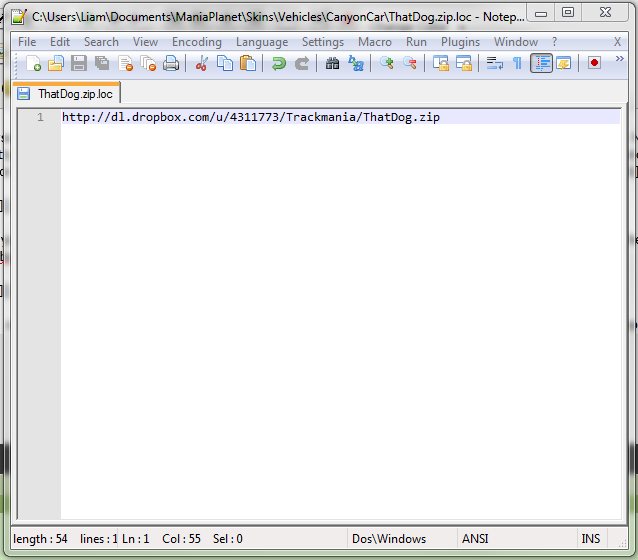 C:\Users\Liam\Documents\ManiaPlanet\Skins\Vehicles\CanyonCar\ThatDog.zip.loc - Notep...
File Edit Search View Encoding Language Settings Macro Run Plugins Window ? X
ThatDog.zip.loc
1 http://dl.dropbox.com/u/4311773/Trackmania/ThatDog.zip
length : 54 lines : 1 Ln : 1 Col : 55 Sel : 0 Dos\Windows ANSI INS